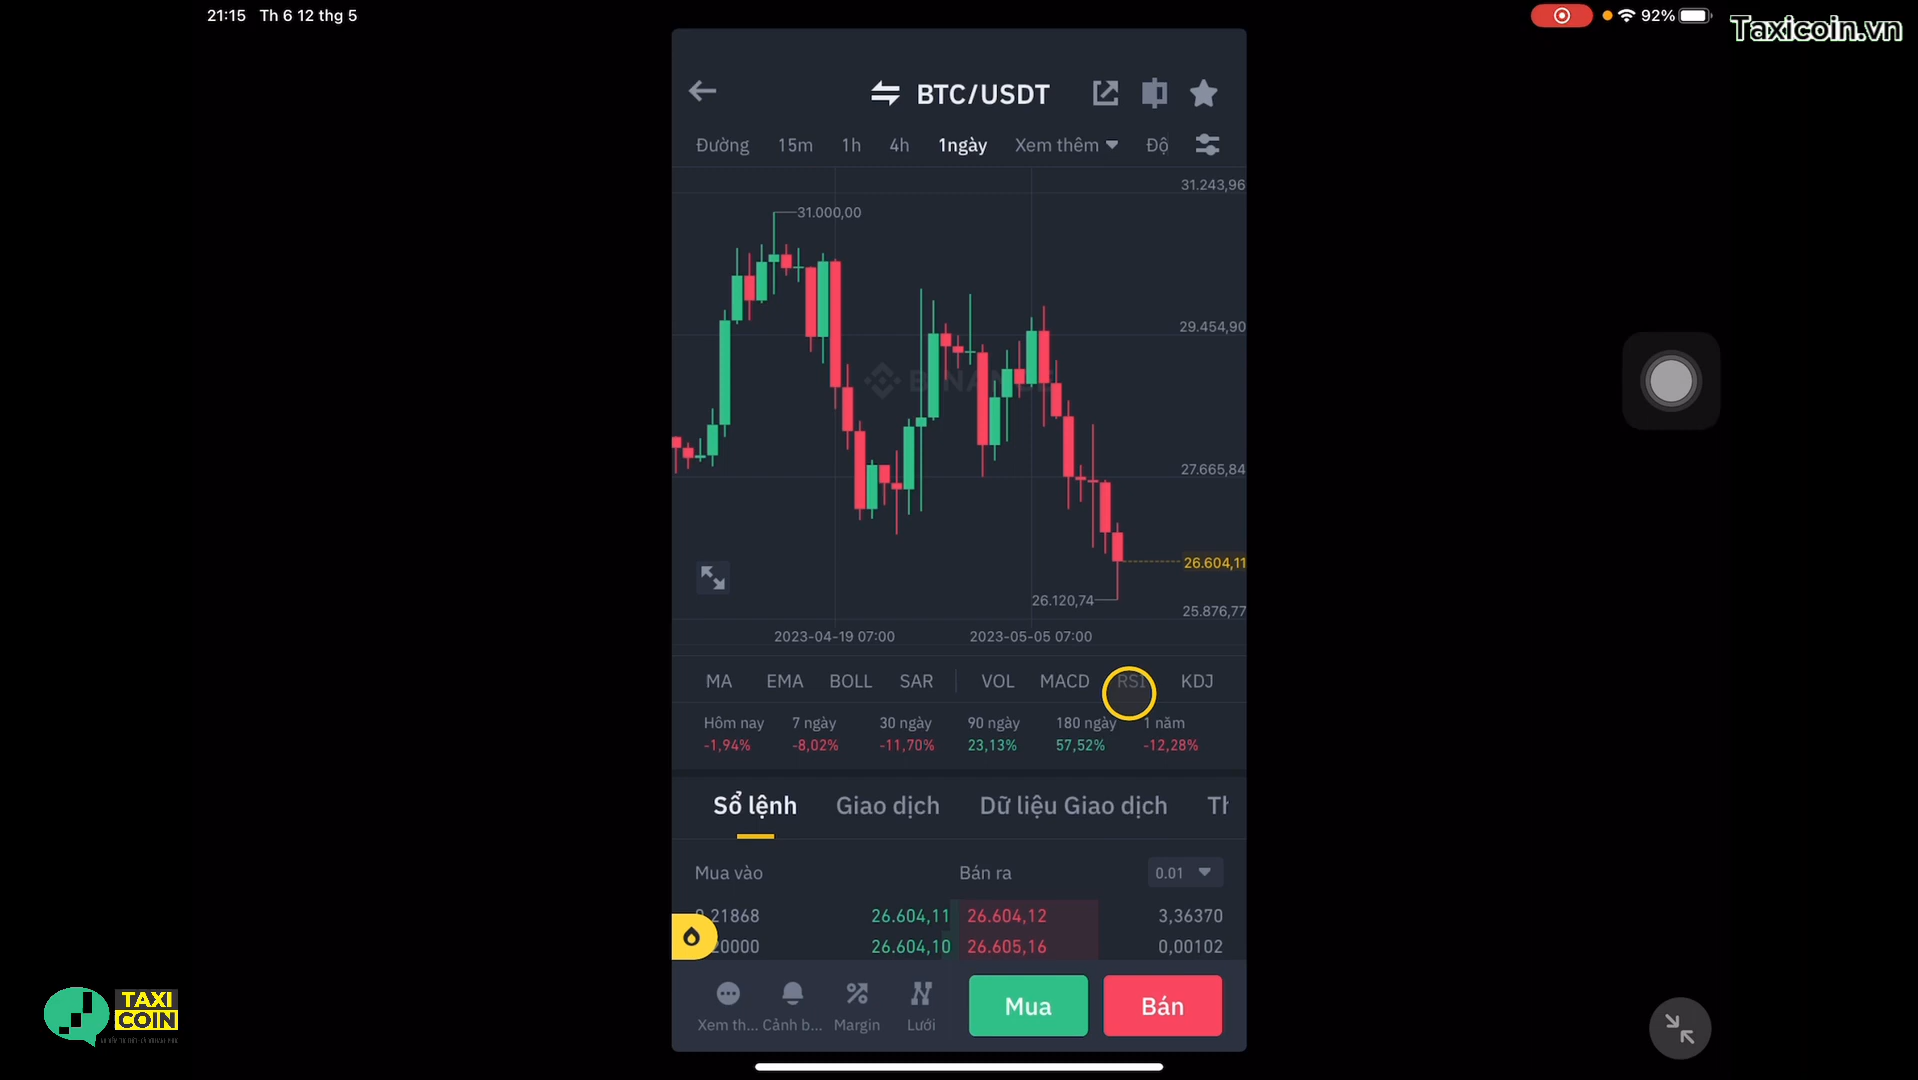 21:15 Th 6 12 thg 5
92%
Taxicoin.vn
BTC/USDT
Đường 15m 1h 4h 1ngày Xem thêm Độ
31.243,96
31.000,00
29.454,90
BINANCE
27.665,84
26.604,11
26.120,74
25.876,77
2023-04-19 07:00 2023-05-05 07:00
MA EMA BOLL SAR VOL MACD RSI KDJ
Hôm nay 7 ngày 30 ngày 90 ngày 180 ngày 1 năm
-1,94% -8,02% -11,70% 23,13% 57,52% -12,28%
Sổ lệnh Giao dịch Dữ liệu Giao dịch Th
Mua vào Bán ra 0.01
21868 26.604,11 26.604,12 3,36370
20000 26.604,10 26.605,16 0,00102
Xem th... Cảnh b... Margin Lưới Mua Bán
TAXI
COIN